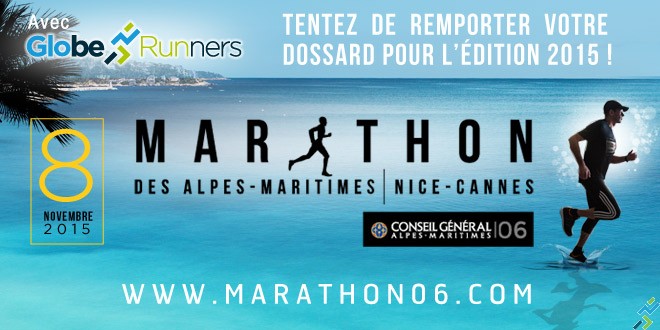 Avec
Globe Runners
TENTEZ DE REMPORTER VOTRE
DOSSARD POUR L'ÉDITION 2015 !
8
NOVEMBRE
2015
MARATHON
DES ALPES-MARITIMES | NICE-CANNES
CONSEIL GÉNÉRAL
ALPES-MARITIMES | 06
WWW.MARATHON06.COM